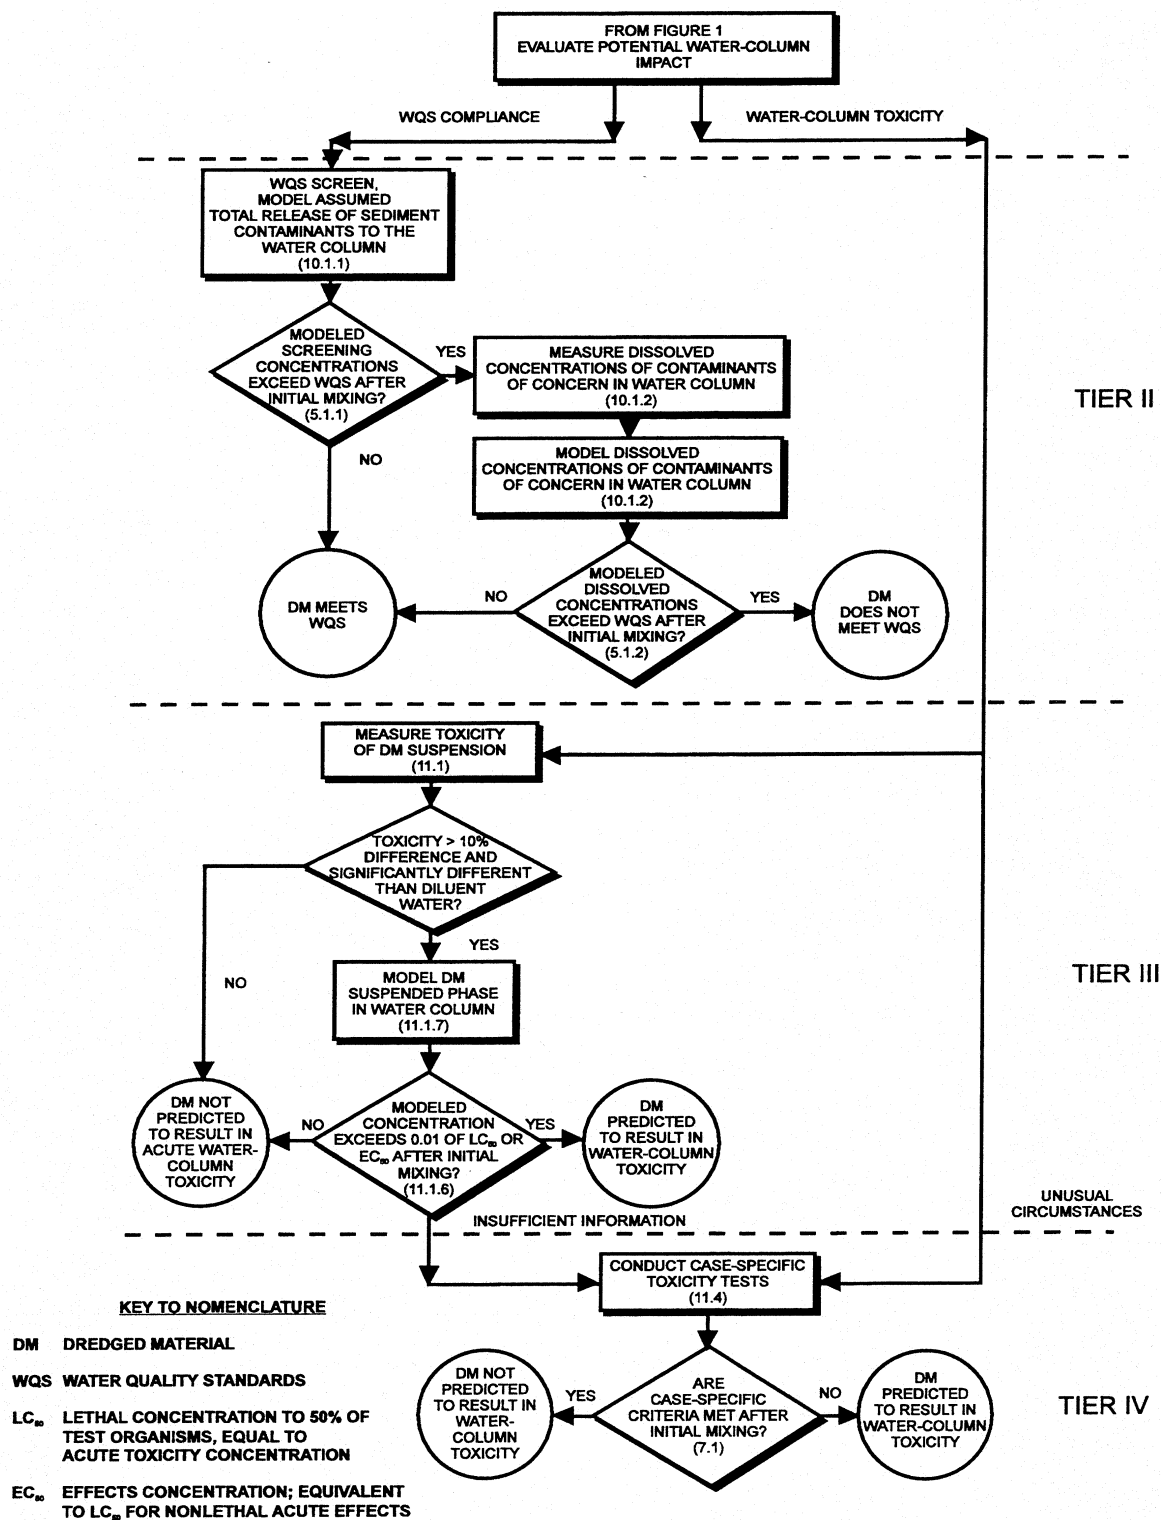 FROM FIGURE 1
EVALUATE POTENTIAL WATER-COLUMN
IMPACT
WQS COMPLIANCE
WATER-COLUMN TOXICITY
WQS SCREEN,
MODEL ASSUMED
TOTAL RELEASE OF SEDIMENT
CONTAMINANTS TO THE
WATER COLUMN
(10.1.1)
MODELED
SCREENING
CONCENTRATIONS
EXCEED WQS AFTER
INITIAL MIXING?
(5.1.1)
YES
NO
MEASURE DISSOLVED
CONCENTRATIONS OF CONTAMINANTS
OF CONCERN IN WATER COLUMN
(10.1.2)
TIER II
MODEL DISSOLVED
CONCENTRATIONS OF CONTAMINANTS
OF CONCERN IN WATER COLUMN
(10.1.2)
DM MEETS
WQS
NO
MODELED
DISSOLVED
CONCENTRATIONS
EXCEED WQS AFTER
INITIAL MIXING?
(5.1.2)
YES
DM
DOES NOT
MEET WQS
MEASURE TOXICITY
OF DM SUSPENSION
(11.1)
TOXICITY > 10%
DIFFERENCE AND
SIGNIFICANTLY DIFFERENT
THAN DILUENT
WATER?
YES
NO
MODEL DM
SUSPENDED PHASE
IN WATER COLUMN
(11.1.7)
TIER III
DM NOT
PREDICTED
TO RESULT IN
ACUTE WATER-
COLUMN
TOXICITY
NO
MODELED
CONCENTRATION
EXCEEDS 0.01 OF LC₅₀ OR
EC₅₀ AFTER INITIAL
MIXING?
(11.1.6)
YES
DM
PREDICTED
TO RESULT IN
WATER-COLUMN
TOXICITY
INSUFFICIENT INFORMATION
UNUSUAL
CIRCUMSTANCES
CONDUCT CASE-SPECIFIC
TOXICITY TESTS
(11.4)
DM NOT
PREDICTED
TO RESULT IN
WATER-
COLUMN
TOXICITY
YES
ARE
CASE-SPECIFIC
CRITERIA MET AFTER
INITIAL MIXING?
(7.1)
NO
DM
PREDICTED
TO RESULT IN
WATER-COLUMN
TOXICITY
TIER IV
KEY TO NOMENCLATURE
DM DREDGED MATERIAL
WQS WATER QUALITY STANDARDS
LC₅₀ LETHAL CONCENTRATION TO 50% OF
TEST ORGANISMS, EQUAL TO
ACUTE TOXICITY CONCENTRATION
EC₅₀ EFFECTS CONCENTRATION; EQUIVALENT
TO LC₅₀ FOR NONLETHAL ACUTE EFFECTS